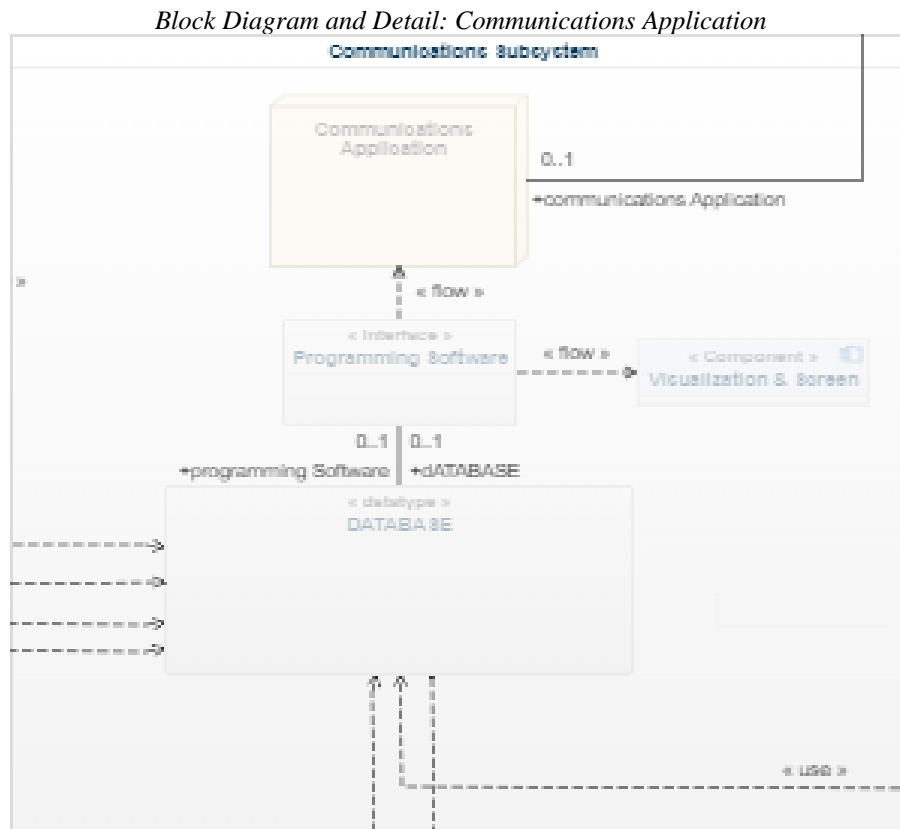 Block Diagram and Detail: Communications Application
Communications Subsystem
Communications
Application
0..1
+communications Application
»
« flow »
« Interface »
Programming Software
« flow »
« Component »
Visualization & Screen
0..1
0..1
+programming Software
+dATABASE
« datatype »
DATABASE
« use »